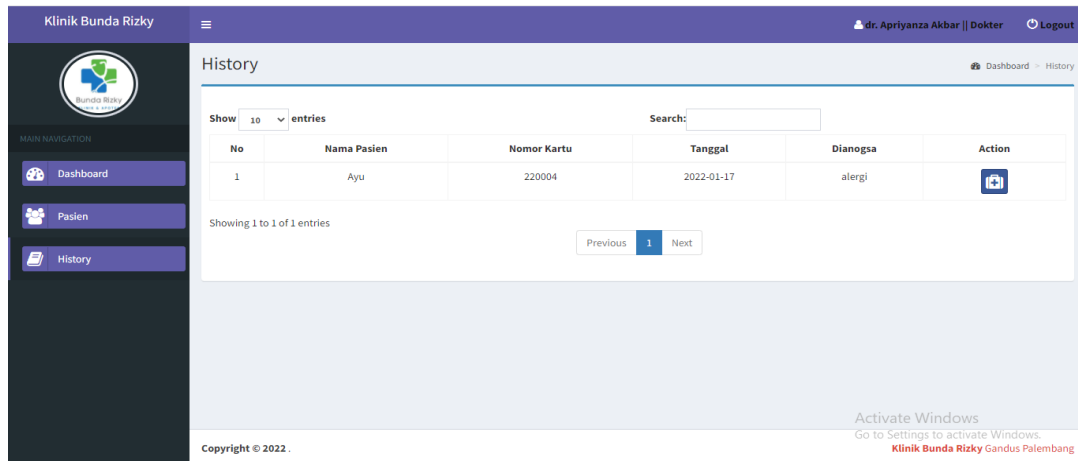 Klinik Bunda Rizky
dr. Apriyanza Akbar || Dokter Logout
Bunda Rizky
MAIN NAVIGATION
Dashboard
Pasien
History
History
Dashboard > History
Show 10 entries Search:
No Nama Pasien Nomor Kartu Tanggal Dianogsa Action
1 Ayu 220004 2022-01-17 alergi
Showing 1 to 1 of 1 entries
Previous 1 Next
Activate Windows
Go to Settings to activate Windows.
Copyright © 2022 .
Klinik Bunda Rizky Gandus Palembang